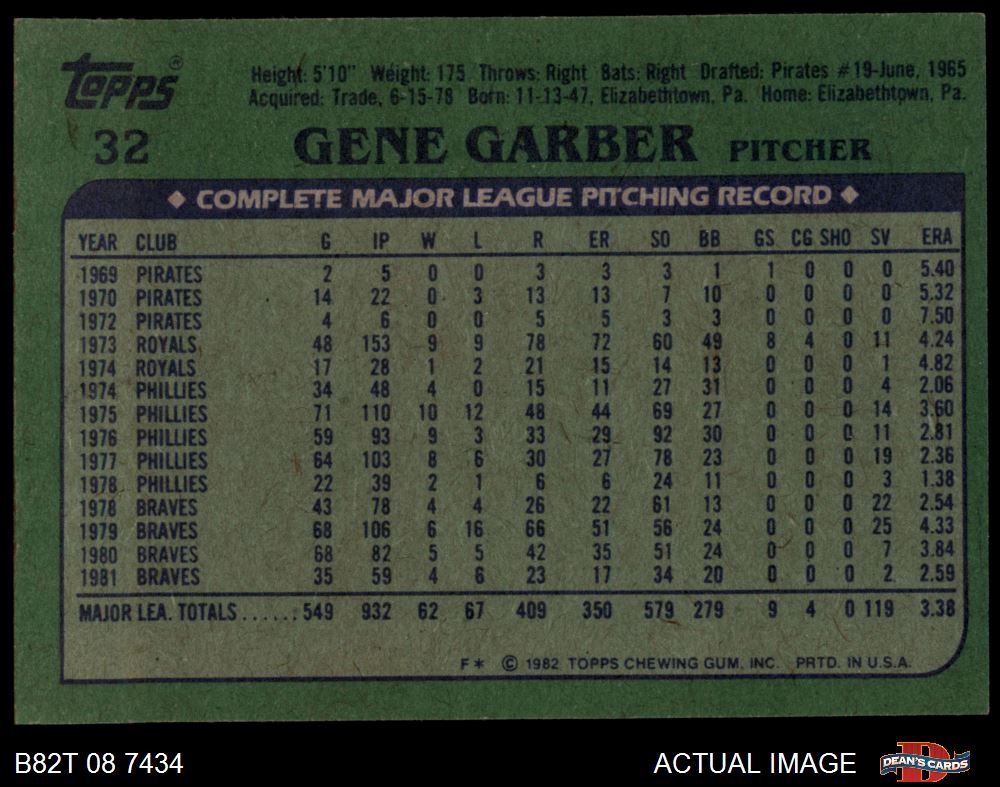 Topps®
Height: 5'10" Weight: 175 Throws: Right Bats: Right Drafted: Pirates #19-June, 1965
Acquired: Trade, 6-15-78 Born: 11-13-47, Elizabethtown, Pa. Home: Elizabethtown, Pa.
32 GENE GARBER PITCHER
◆ COMPLETE MAJOR LEAGUE PITCHING RECORD ◆
YEAR CLUB G IP W L R ER SO BB GS CG SHO SV ERA
1969 PIRATES 2 5 0 0 3 3 3 1 1 0 0 0 5.40
1970 PIRATES 14 22 0 3 13 13 7 10 0 0 0 0 5.32
1972 PIRATES 4 6 0 0 5 5 3 3 0 0 0 0 7.50
1973 ROYALS 48 153 9 9 78 72 60 49 8 4 0 11 4.24
1974 ROYALS 17 28 1 2 21 15 14 13 0 0 0 1 4.82
1974 PHILLIES 34 48 4 0 15 11 27 31 0 0 0 4 2.06
1975 PHILLIES 71 110 10 12 48 44 69 27 0 0 0 14 3.60
1976 PHILLIES 59 93 9 3 33 29 92 30 0 0 0 11 2.81
1977 PHILLIES 64 103 8 6 30 27 78 23 0 0 0 19 2.36
1978 PHILLIES 22 39 2 1 6 6 24 11 0 0 0 3 1.38
1978 BRAVES 43 78 4 4 26 22 61 13 0 0 0 22 2.54
1979 BRAVES 68 106 6 16 66 51 56 24 0 0 0 25 4.33
1980 BRAVES 68 82 5 5 42 35 51 24 0 0 0 7 3.84
1981 BRAVES 35 59 4 6 23 17 34 20 0 0 0 2 2.59
MAJOR LEA. TOTALS ...... 549 932 62 67 409 350 579 279 9 4 0 119 3.38
F* © 1982 TOPPS CHEWING GUM, INC. PRTD. IN U.S.A.
B82T 08 7434 ACTUAL IMAGE D DEAN'S CARDS